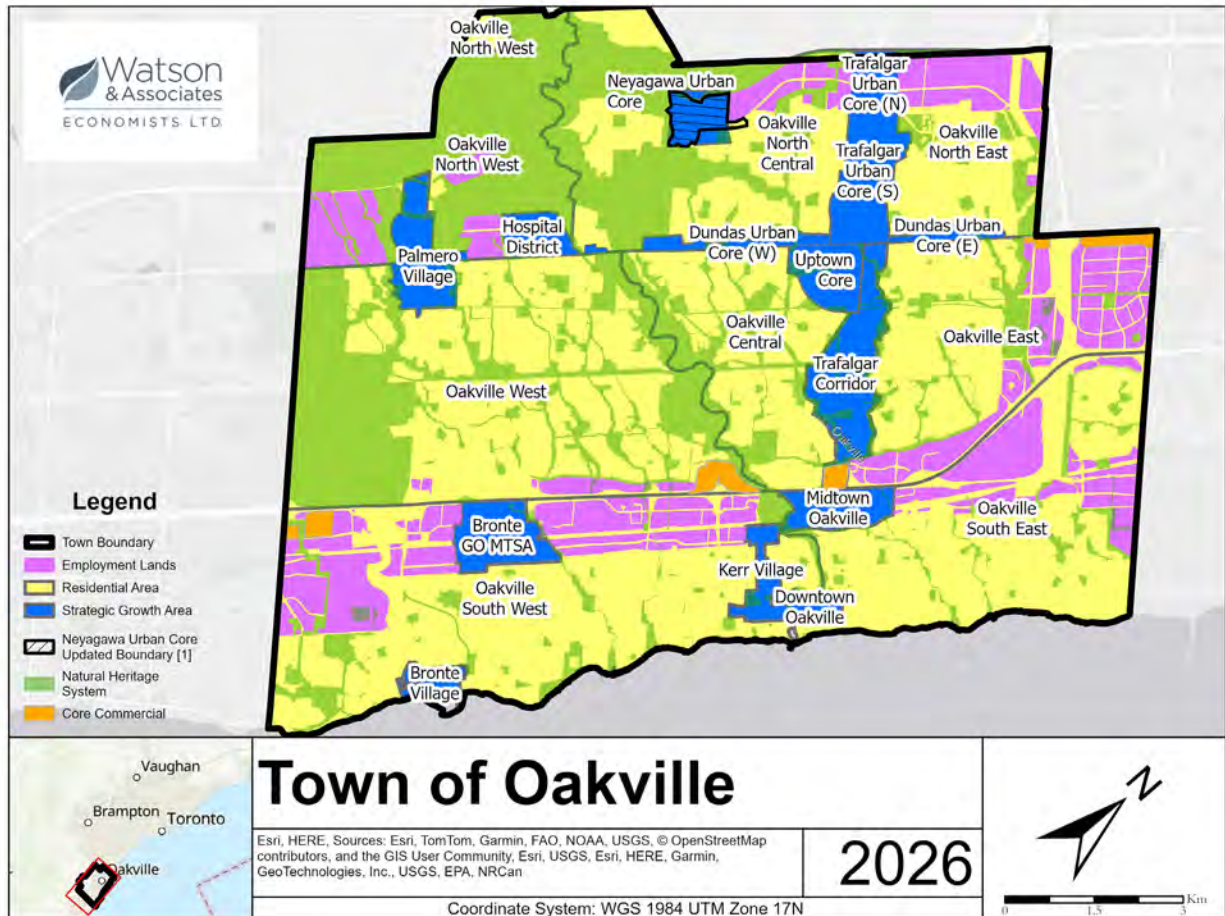 Watson
& Associates
ECONOMISTS LTD.
Oakville
North West
Neyagawa Urban
Core
Trafalgar
Urban
Core (N)
Oakville
North
Central
Oakville
North East
Oakville
North West
Trafalgar
Urban
Core (S)
Hospital
District
Dundas Urban
Core (W)
Dundas Urban
Core (E)
Palmero
Village
Uptown
Core
Oakville
Central
Oakville East
Trafalgar
Corridor
Oakville West
Oakville
Midtown
Oakville
Oakville
South East
Bronte
GO MTSA
Kerr Village
Oakville
South West
Downtown
Oakville
Bronte
Village
Legend
Town Boundary
Employment Lands
Residential Area
Strategic Growth Area
Neyagawa Urban Core
Updated Boundary [1]
Natural Heritage
System
Core Commercial
Vaughan
Brampton
Toronto
Oakville
Town of Oakville
Esri, HERE, Sources: Esri, TomTom, Garmin, FAO, NOAA, USGS, © OpenStreetMap
contributors, and the GIS User Community, Esri, USGS, Esri, HERE, Garmin,
GeoTechnologies, Inc., USGS, EPA, NRCan
2026
Coordinate System: WGS 1984 UTM Zone 17N
N
Km
0 1.5 3